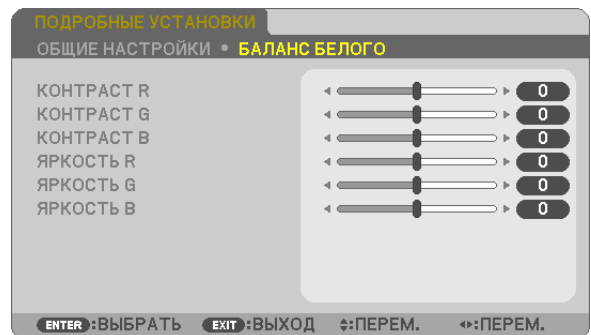 ПОДРОБНЫЕ УСТАНОВКИ
ОБЩИЕ НАСТРОЙКИ • БАЛАНС БЕЛОГО
КОНТРАСТ R 0
КОНТРАСТ G 0
КОНТРАСТ B 0
ЯРКОСТЬ R 0
ЯРКОСТЬ G 0
ЯРКОСТЬ B 0
ENTER :ВЫБРАТЬ EXIT :ВЫХОД :ПЕРЕМ. :ПЕРЕМ.